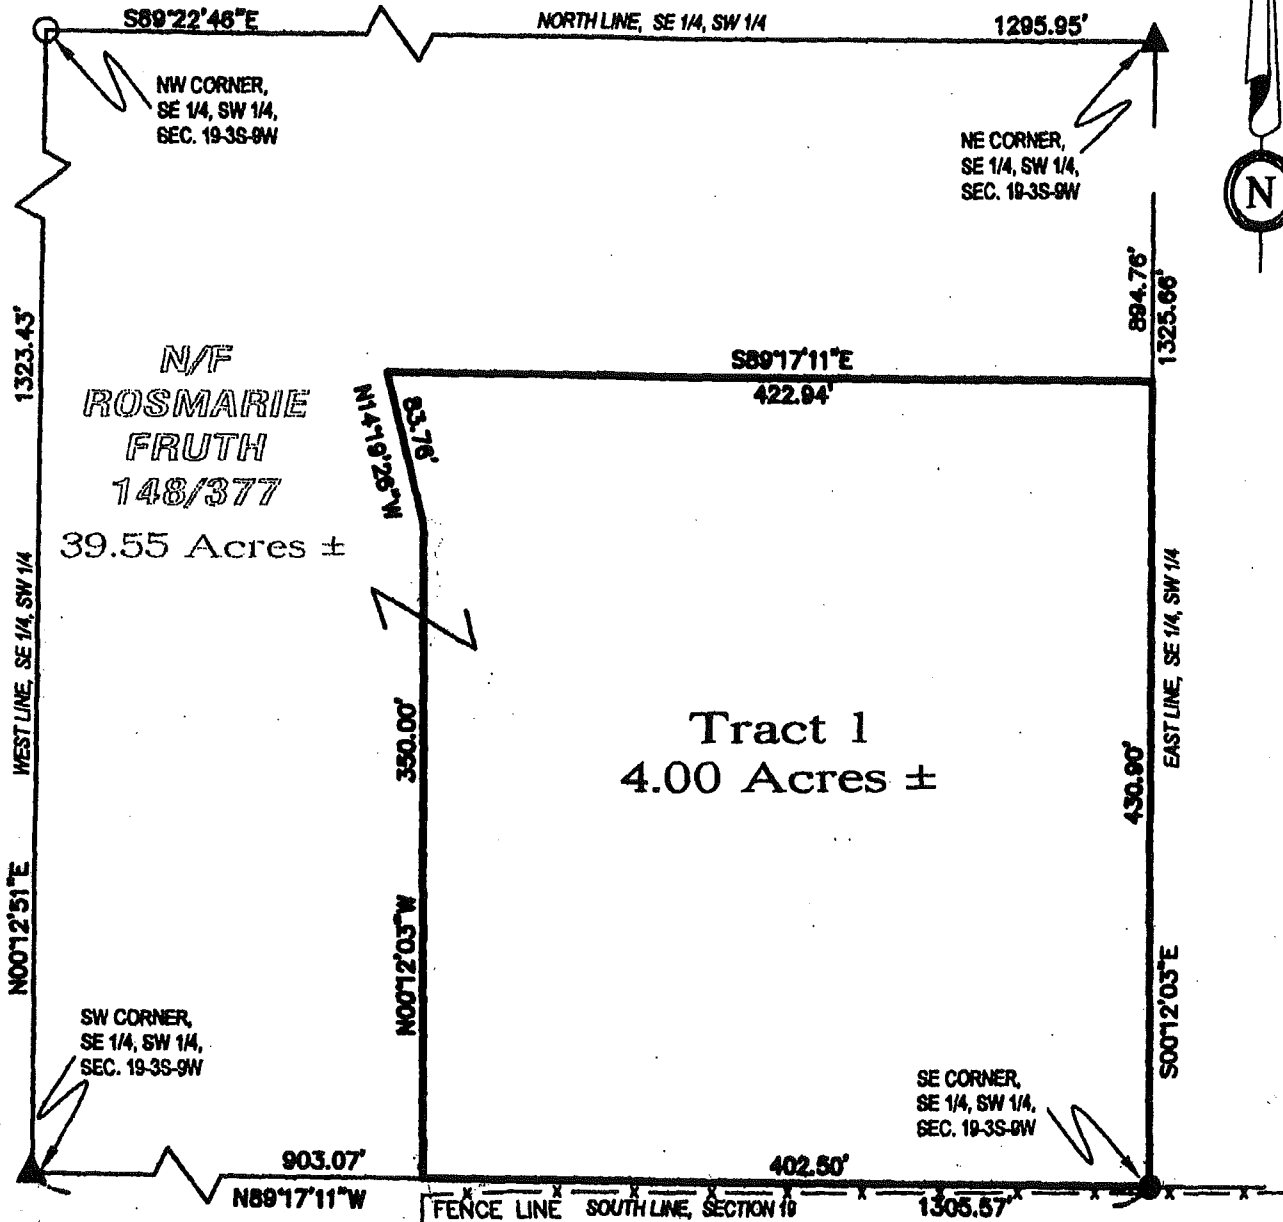 S89°22'46"E
NORTH LINE, SE 1/4, SW 1/4
1295.95'
NW CORNER,
SE 1/4, SW 1/4,
SEC. 19-3S-9W
NE CORNER,
SE 1/4, SW 1/4,
SEC. 19-3S-9W
N
894.76'
1325.66'
1323.43'
N/F
ROSMARIE
FRUTH
148/377
39.55 Acres ±
S89°17'11"E
422.94'
83.76'
N14°19'26"W
WEST LINE, SE 1/4, SW 1/4
EAST LINE, SE 1/4, SW 1/4
350.00'
Tract 1
4.00 Acres ±
430.90'
N00°12'51"E
N00°12'03"W
S00°12'03"E
SW CORNER,
SE 1/4, SW 1/4,
SEC. 19-3S-9W
SE CORNER,
SE 1/4, SW 1/4,
SEC. 19-3S-9W
903.07'
402.50'
N89°17'11"W
FENCE LINE
SOUTH LINE, SECTION 19
1305.57'